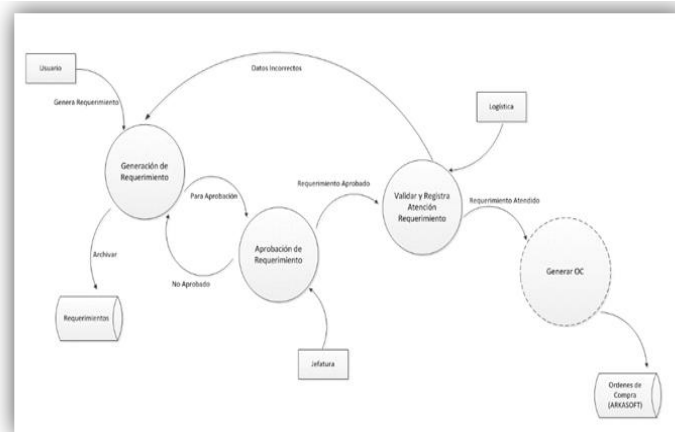 Usuario
Datos Incorrectos
Genera Requerimiento
Logística
Generación de
Requerimiento
Para Aprobación
Requerimiento Aprobado
Validar y Registra
Atención
Requerimiento
Requerimiento Atendido
Archivar
Aprobación de
Requerimiento
No Aprobado
Generar OC
Requerimientos
Jefatura
Ordenes de
Compra
(ARKASOFT)